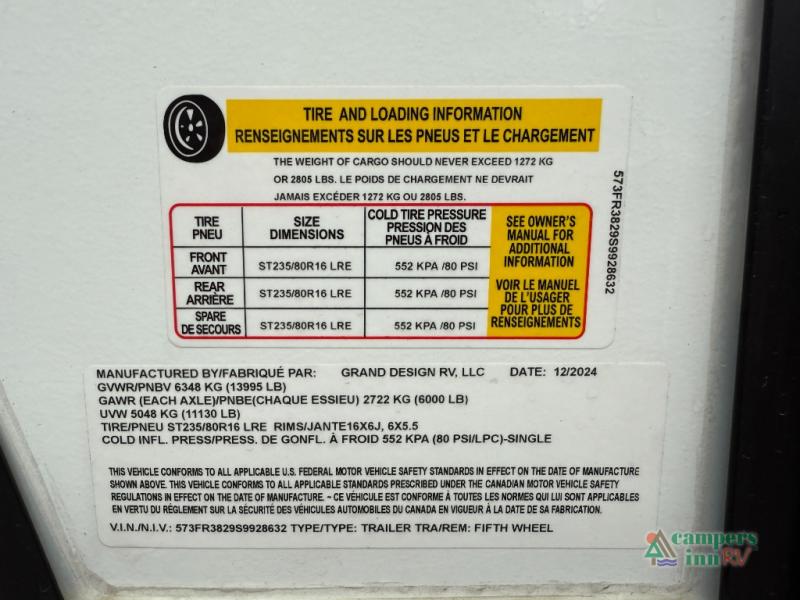 TIRE AND LOADING INFORMATION
RENSEIGNEMENTS SUR LES PNEUS ET LE CHARGEMENT
THE WEIGHT OF CARGO SHOULD NEVER EXCEED 1272 KG
OR 2805 LBS. LE POIDS DE CHARGEMENT NE DEVRAIT
JAMAIS EXCÉDER 1272 KG OU 2805 LBS.
TIRE
PNEU
SIZE
DIMENSIONS
COLD TIRE PRESSURE
PRESSION DES
PNEUS À FROID
FRONT
AVANT
ST235/80R16 LRE
552 KPA /80 PSI
REAR
ARRIÈRE
ST235/80R16 LRE
552 KPA /80 PSI
SPARE
DE SECOURS
ST235/80R16 LRE
552 KPA /80 PSI
SEE OWNER'S
MANUAL FOR
ADDITIONAL
INFORMATION
VOIR LE MANUEL
DE L'USAGER
POUR PLUS DE
RENSEIGNEMENTS
573FR3829S9928632
MANUFACTURED BY/FABRIQUÉ PAR: GRAND DESIGN RV, LLC DATE: 12/2024
GVWR/PNBV 6348 KG (13995 LB)
GAWR (EACH AXLE)/PNBE(CHAQUE ESSIEU) 2722 KG (6000 LB)
UVW 5048 KG (11130 LB)
TIRE/PNEU ST235/80R16 LRE RIMS/JANTE16X6J, 6X5.5
COLD INFL. PRESS/PRESS. DE GONFL. À FROID 552 KPA (80 PSI/LPC)-SINGLE
THIS VEHICLE CONFORMS TO ALL APPLICABLE U.S. FEDERAL MOTOR VEHICLE SAFETY STANDARDS IN EFFECT ON THE DATE OF MANUFACTURE
SHOWN ABOVE. THIS VEHICLE CONFORMS TO ALL APPLICABLE STANDARDS PRESCRIBED UNDER THE CANADIAN MOTOR VEHICLE SAFETY
REGULATIONS IN EFFECT ON THE DATE OF MANUFACTURE. ~ CE VÉHICULE EST CONFORME À TOUTES LES NORMES QUI LUI SONT APPLICABLES
EN VERTU DU RÈGLEMENT SUR LA SÉCURITÉ DES VÉHICULES AUTOMOBILES DU CANADA EN VIGUEUR À LA DATE DE SA FABRICATION.
V.I.N./N.I.V.: 573FR3829S9928632 TYPE/TYPE: TRAILER TRA/REM: FIFTH WHEEL
campers
inn RV